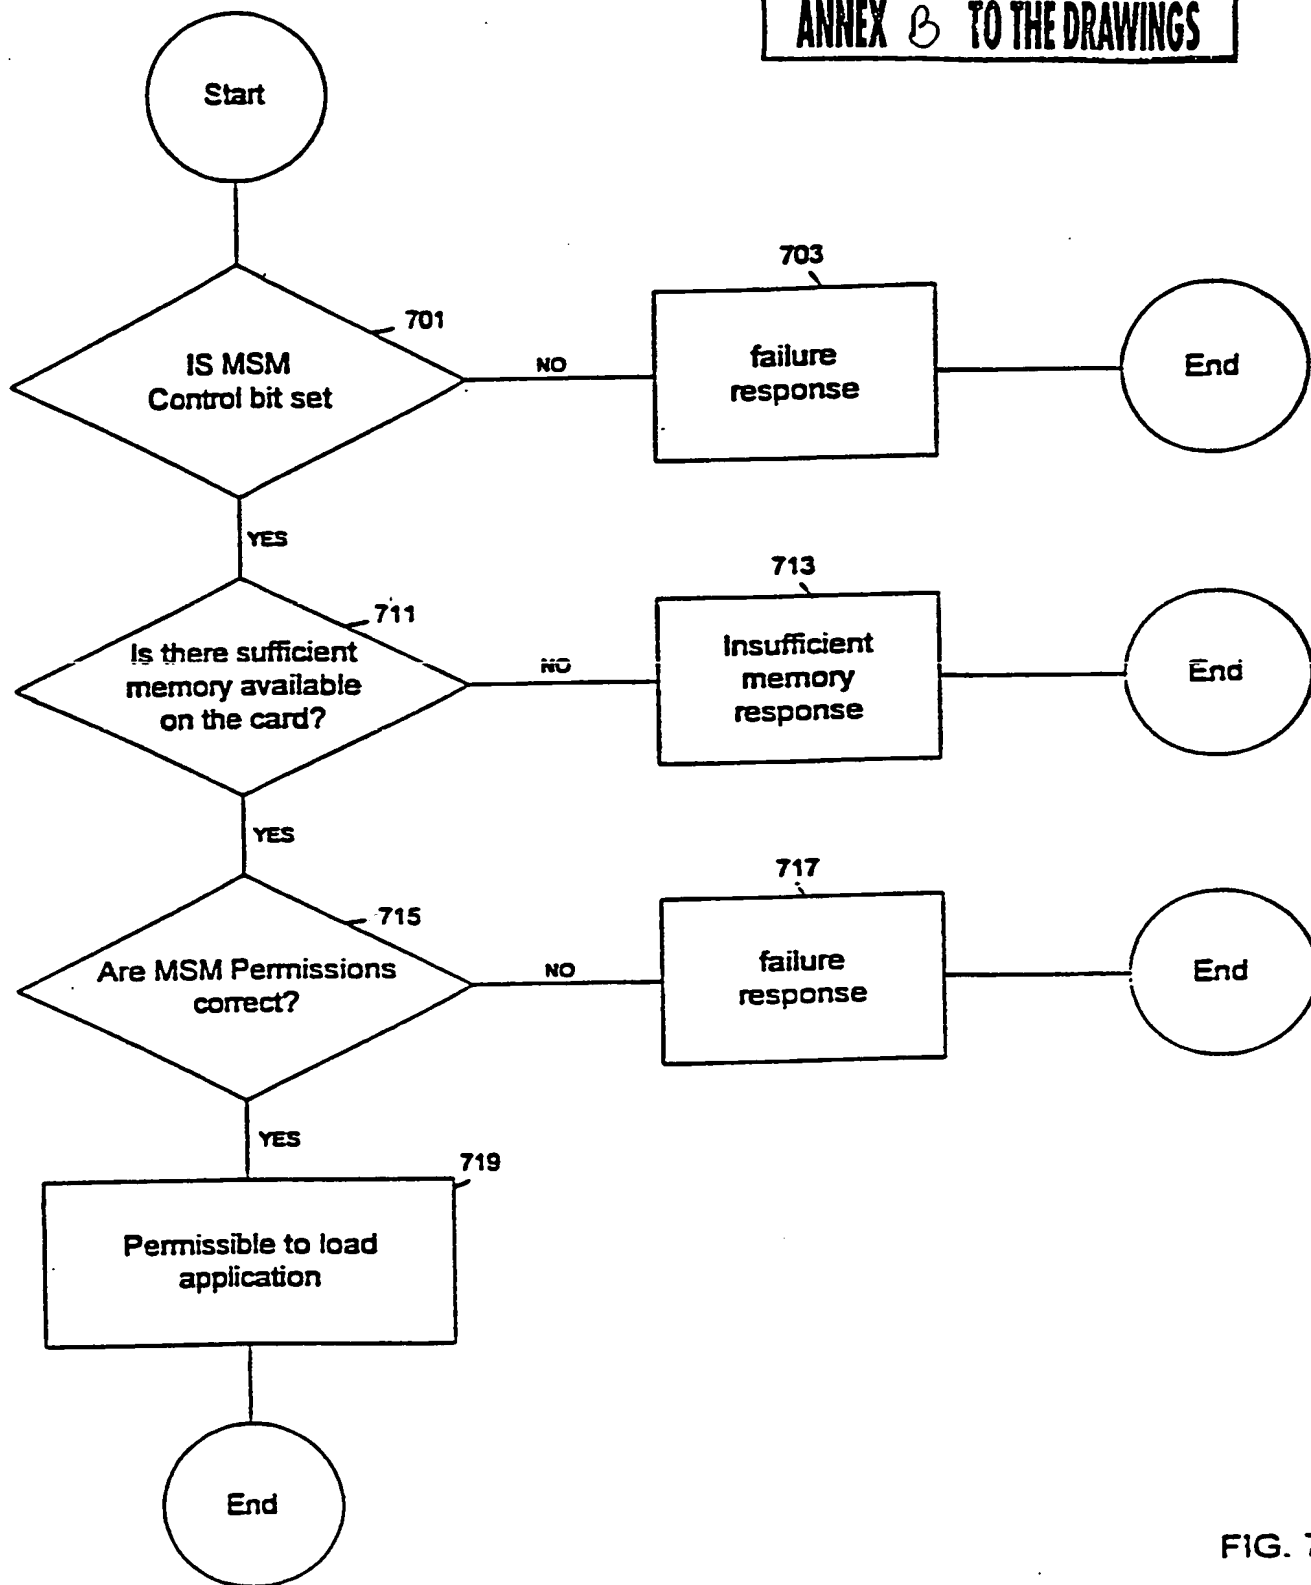 ANNEX B TO THE DRAWINGS
Start
703
701
IS MSM
Control bit set
NO
failure
response
End
YES
713
711
Is there sufficient
memory available
on the card?
NO
Insufficient
memory
response
End
YES
717
715
Are MSM Permissions
correct?
NO
failure
response
End
YES
719
Permissible to load
application
End
FIG. 7